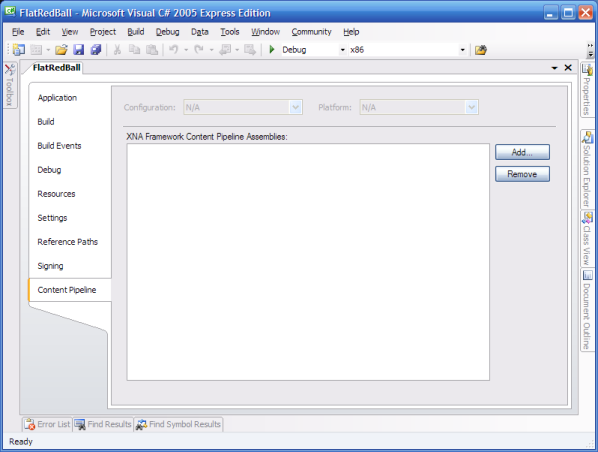 FlatRedBall - Microsoft Visual C# 2005 Express Edition
File Edit View Project Build Debug Data Tools Window Community Help
Debug x86
FlatRedBall
Toolbox
Application
Build
Build Events
Debug
Resources
Settings
Reference Paths
Signing
Content Pipeline
Configuration: N/A Platform: N/A
XNA Framework Content Pipeline Assemblies:
Add...
Remove
Properties
Solution Explorer
Class View
Document Outline
Error List Find Results Find Symbol Results
Ready